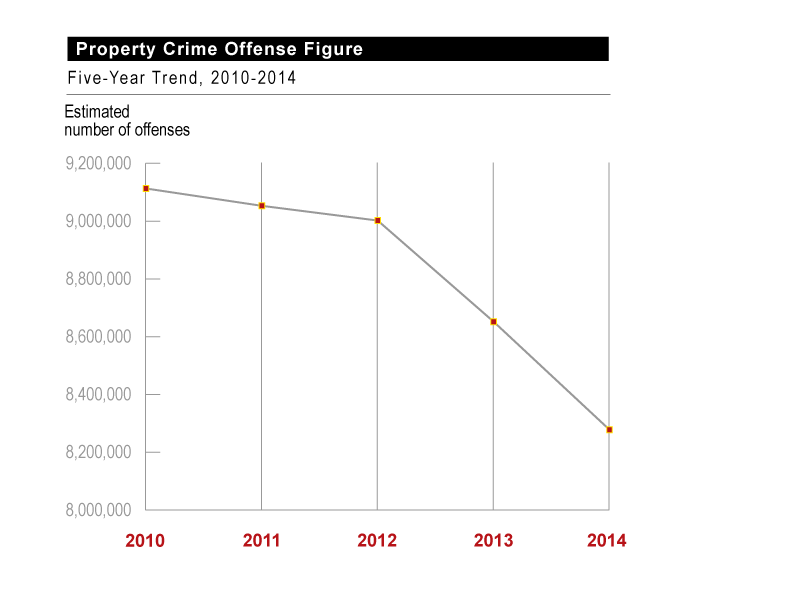 Property Crime Offense Figure
Five-Year Trend, 2010-2014
Estimated
number of offenses
9,200,000
9,000,000
8,800,000
8,600,000
8,400,000
8,200,000
8,000,000
2010 2011 2012 2013 2014